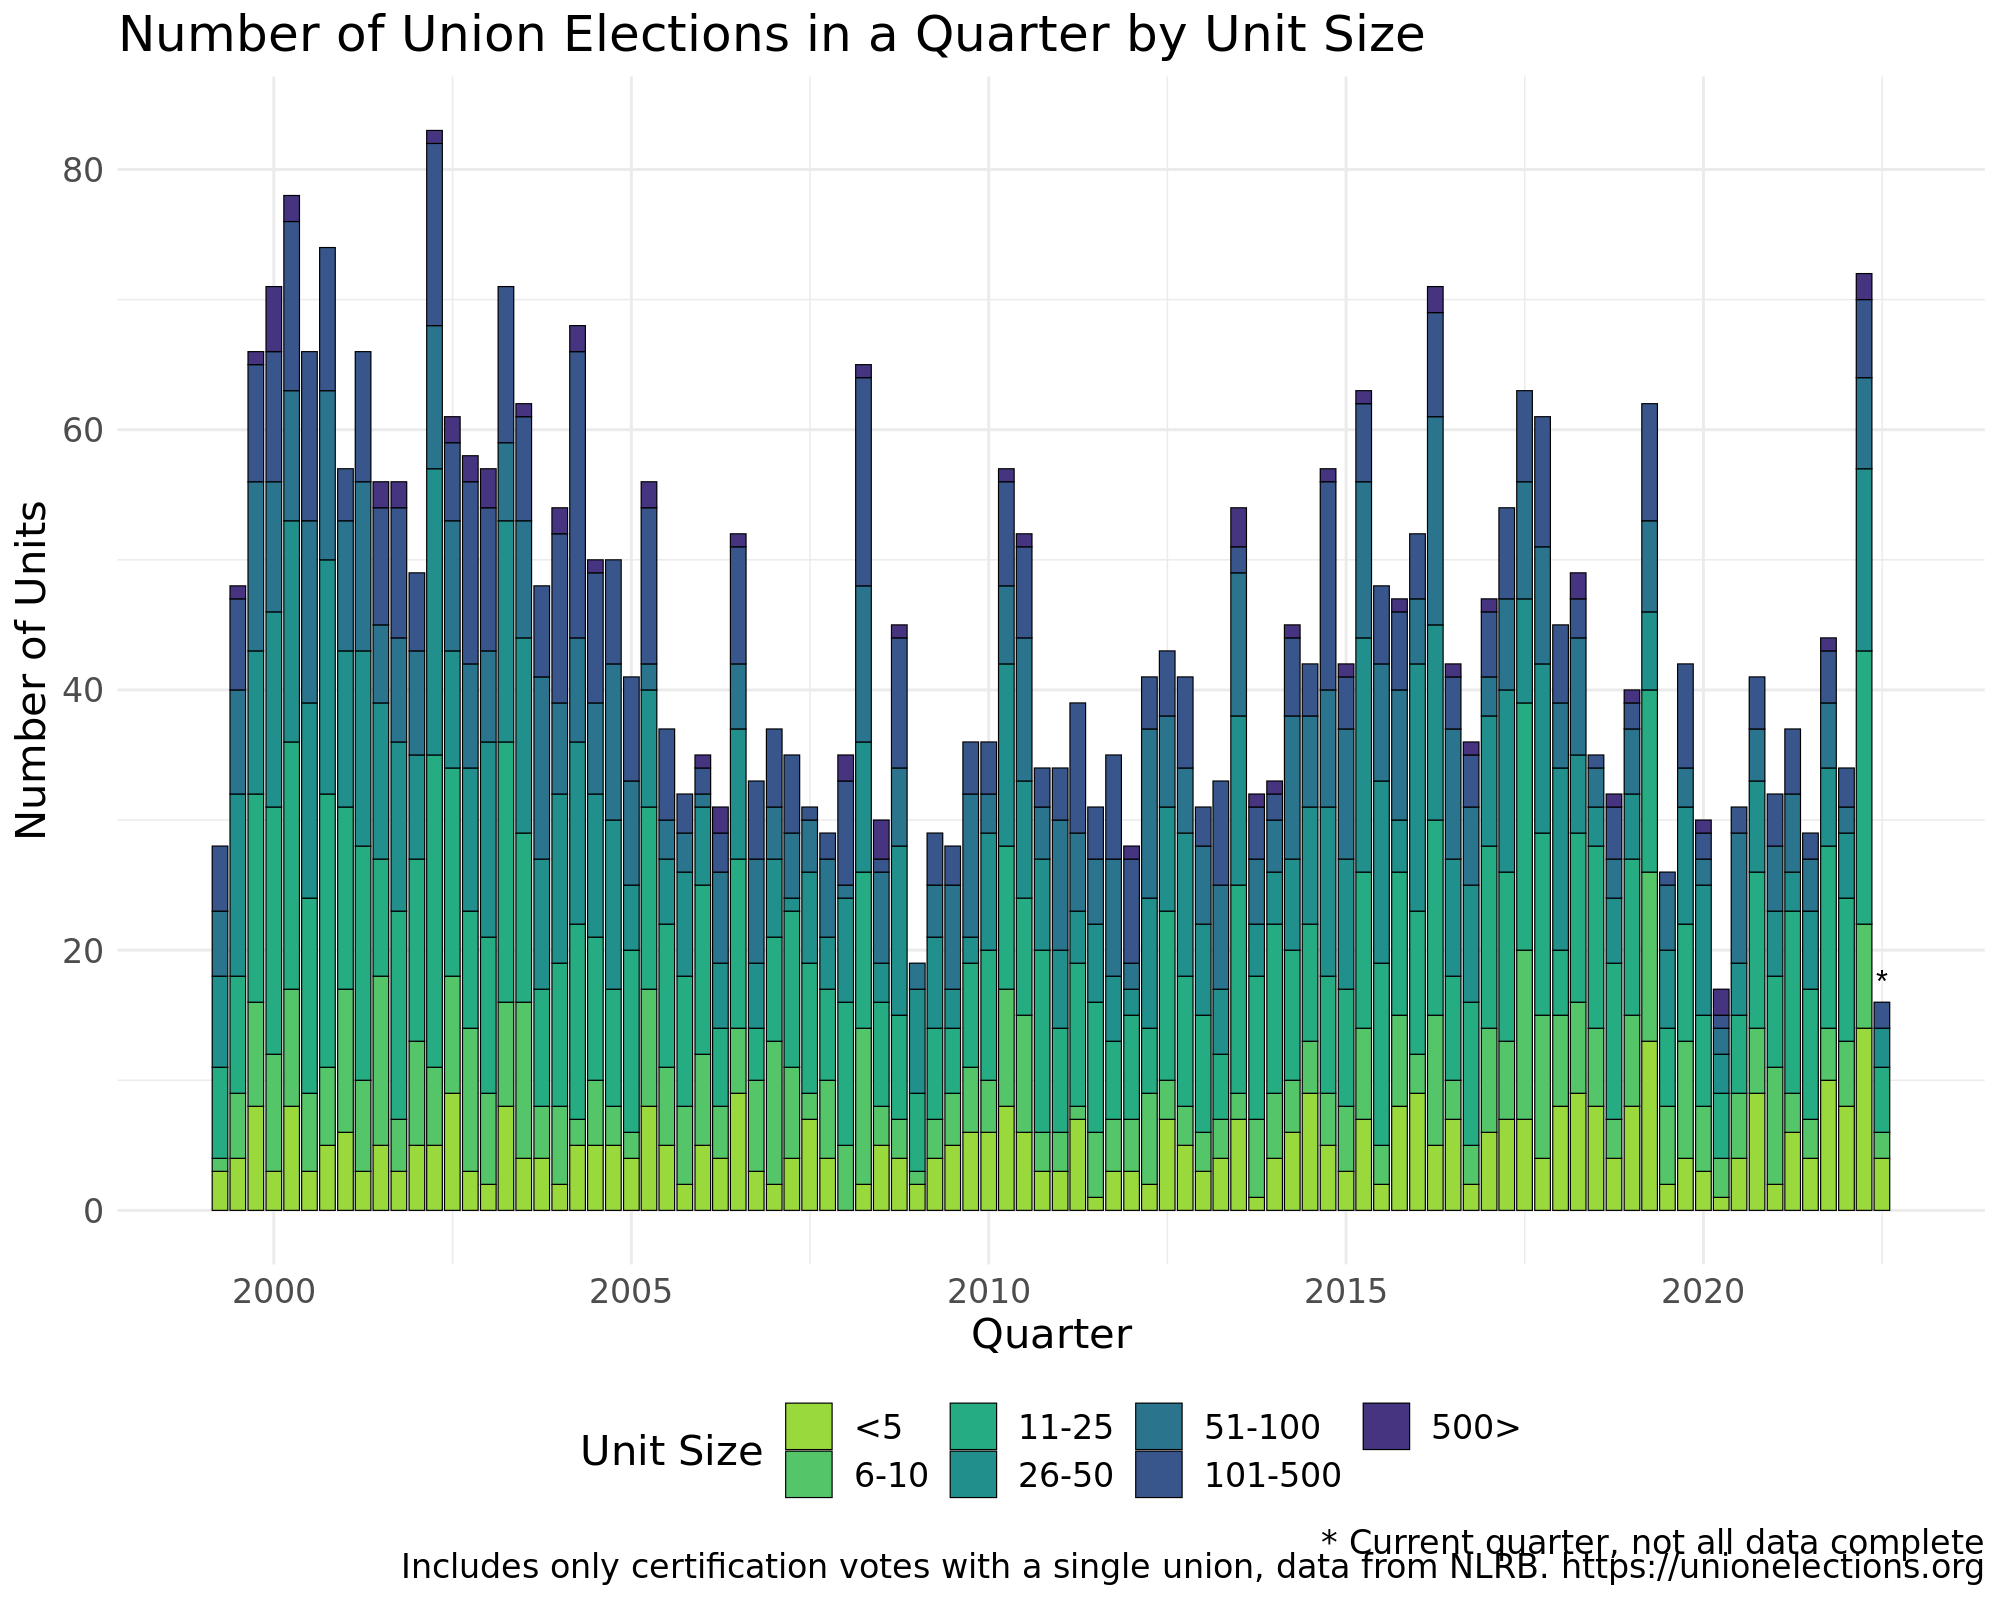 Number of Union Elections in a Quarter by Unit Size
Number of Units
80
60
40
20
0
*
2000 2005 2010 2015 2020
Quarter
Unit Size
<5 11-25 51-100 500>
6-10 26-50 101-500
* Current quarter, not all data complete
Includes only certification votes with a single union, data from NLRB. https://unionelections.org